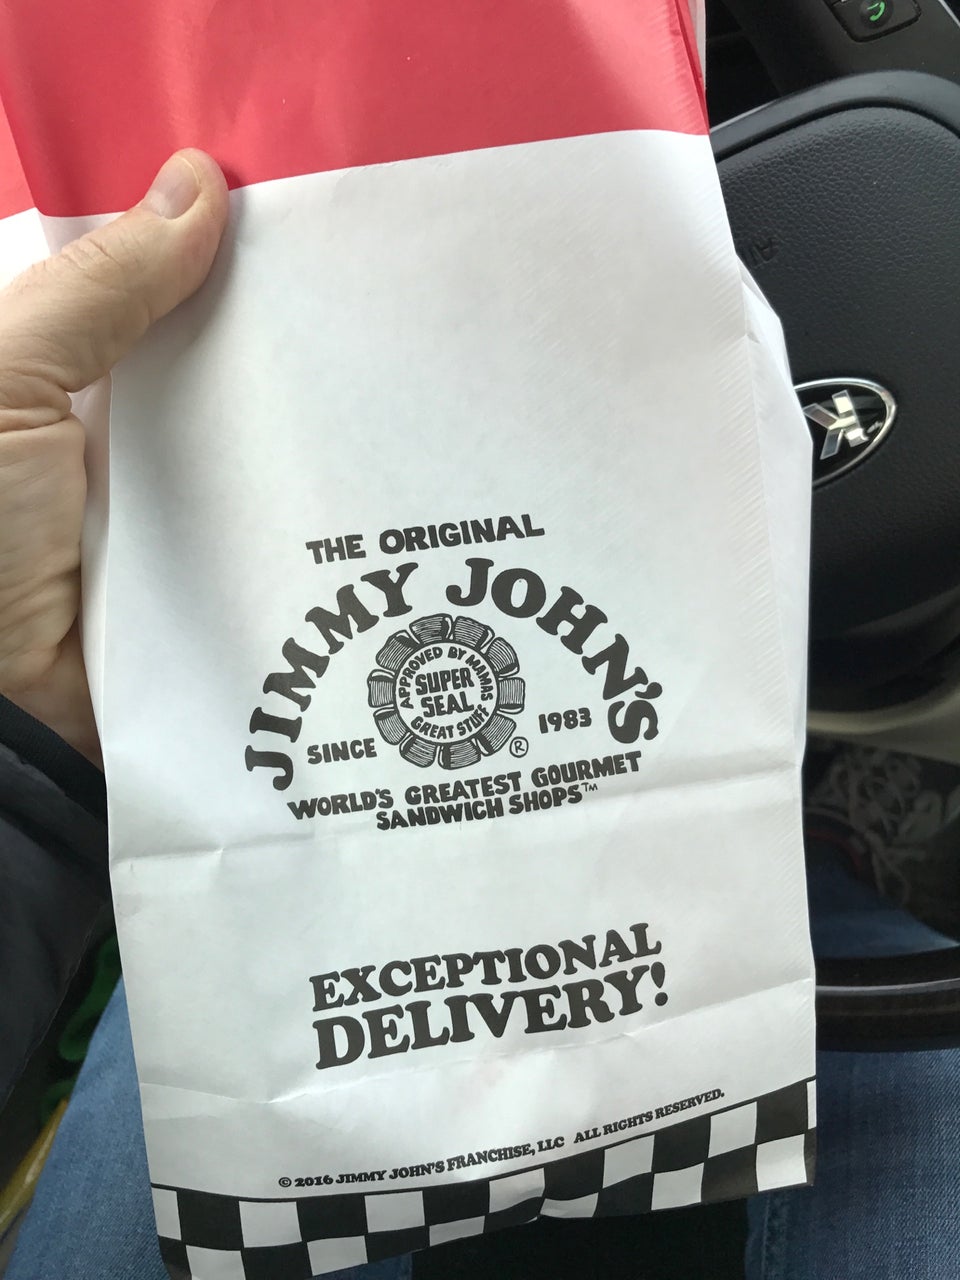 THE ORIGINAL
JIMMY JOHN'S
APPROVED BY MAMAS
SUPER
SEAL
GREAT STUFF
®
SINCE 1983
WORLD'S GREATEST GOURMET
SANDWICH SHOPS™
EXCEPTIONAL
DELIVERY!
© 2016 JIMMY JOHN'S FRANCHISE, LLC ALL RIGHTS RESERVED.